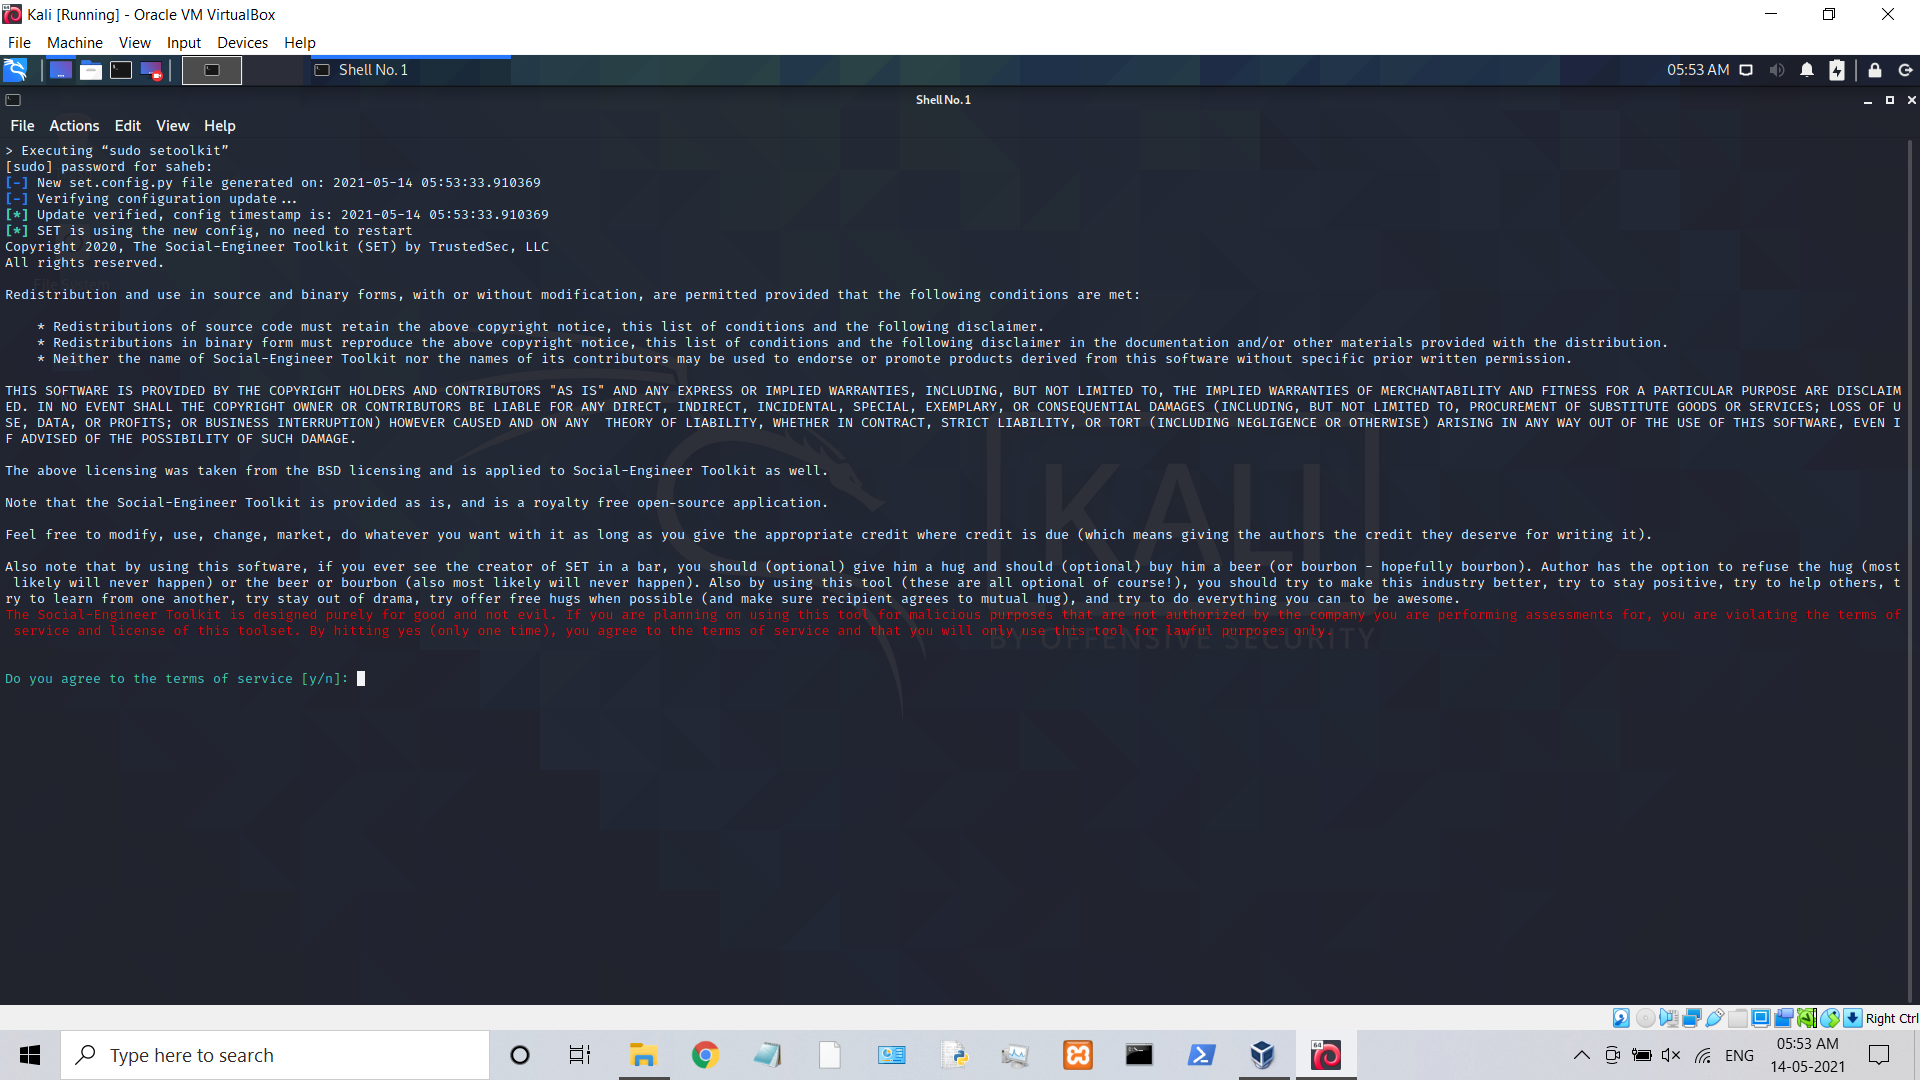 Kali [Running] - Oracle VM VirtualBox
File Machine View Input Devices Help
Shell No. 1
05:53 AM
Shell No. 1
File Actions Edit View Help
> Executing “sudo setoolkit”
[sudo] password for saheb:
[-] New set.config.py file generated on: 2021-05-14 05:53:33.910369
[-] Verifying configuration update ...
[*] Update verified, config timestamp is: 2021-05-14 05:53:33.910369
[*] SET is using the new config, no need to restart
Copyright 2020, The Social-Engineer Toolkit (SET) by TrustedSec, LLC
All rights reserved.
Redistribution and use in source and binary forms, with or without modification, are permitted provided that the following conditions are met:
* Redistributions of source code must retain the above copyright notice, this list of conditions and the following disclaimer.
* Redistributions in binary form must reproduce the above copyright notice, this list of conditions and the following disclaimer in the documentation and/or other materials provided with the distribution.
* Neither the name of Social-Engineer Toolkit nor the names of its contributors may be used to endorse or promote products derived from this software without specific prior written permission.
THIS SOFTWARE IS PROVIDED BY THE COPYRIGHT HOLDERS AND CONTRIBUTORS "AS IS" AND ANY EXPRESS OR IMPLIED WARRANTIES, INCLUDING, BUT NOT LIMITED TO, THE IMPLIED WARRANTIES OF MERCHANTABILITY AND FITNESS FOR A PARTICULAR PURPOSE ARE DISCLAIM
ED. IN NO EVENT SHALL THE COPYRIGHT OWNER OR CONTRIBUTORS BE LIABLE FOR ANY DIRECT, INDIRECT, INCIDENTAL, SPECIAL, EXEMPLARY, OR CONSEQUENTIAL DAMAGES (INCLUDING, BUT NOT LIMITED TO, PROCUREMENT OF SUBSTITUTE GOODS OR SERVICES; LOSS OF U
SE, DATA, OR PROFITS; OR BUSINESS INTERRUPTION) HOWEVER CAUSED AND ON ANY THEORY OF LIABILITY, WHETHER IN CONTRACT, STRICT LIABILITY, OR TORT (INCLUDING NEGLIGENCE OR OTHERWISE) ARISING IN ANY WAY OUT OF THE USE OF THIS SOFTWARE, EVEN I
F ADVISED OF THE POSSIBILITY OF SUCH DAMAGE.
The above licensing was taken from the BSD licensing and is applied to Social-Engineer Toolkit as well.
Note that the Social-Engineer Toolkit is provided as is, and is a royalty free open-source application.
Feel free to modify, use, change, market, do whatever you want with it as long as you give the appropriate credit where credit is due (which means giving the authors the credit they deserve for writing it).
Also note that by using this software, if you ever see the creator of SET in a bar, you should (optional) give him a hug and should (optional) buy him a beer (or bourbon - hopefully bourbon). Author has the option to refuse the hug (most
likely will never happen) or the beer or bourbon (also most likely will never happen). Also by using this tool (these are all optional of course!), you should try to make this industry better, try to stay positive, try to help others, t
ry to learn from one another, try stay out of drama, try offer free hugs when possible (and make sure recipient agrees to mutual hug), and try to do everything you can to be awesome.
The Social-Engineer Toolkit is designed purely for good and not evil. If you are planning on using this tool for malicious purposes that are not authorized by the company you are performing assessments for, you are violating the terms of
service and license of this toolset. By hitting yes (only one time), you agree to the terms of service and that you will only use this tool for lawful purposes only.
KALI
BY OFFENSIVE SECURITY
Do you agree to the terms of service [y/n]:
Right Ctrl
Type here to search
ENG
05:53 AM
14-05-2021